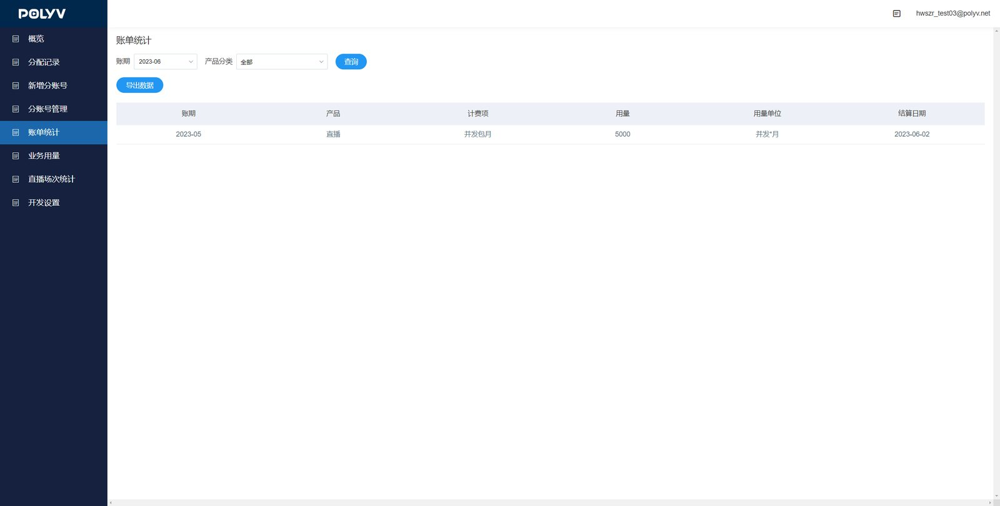 POLYV
hwszr_test03@polyv.net
概览
分配记录
新增分账号
分账号管理
账单统计
业务用量
直播场次统计
开发设置
账单统计
账期 2023-06 产品分类 全部 查询
导出数据
账期 产品 计费项 用量 用量单位 结算日期
2023-05 直播 并发包月 5000 并发*月 2023-06-02